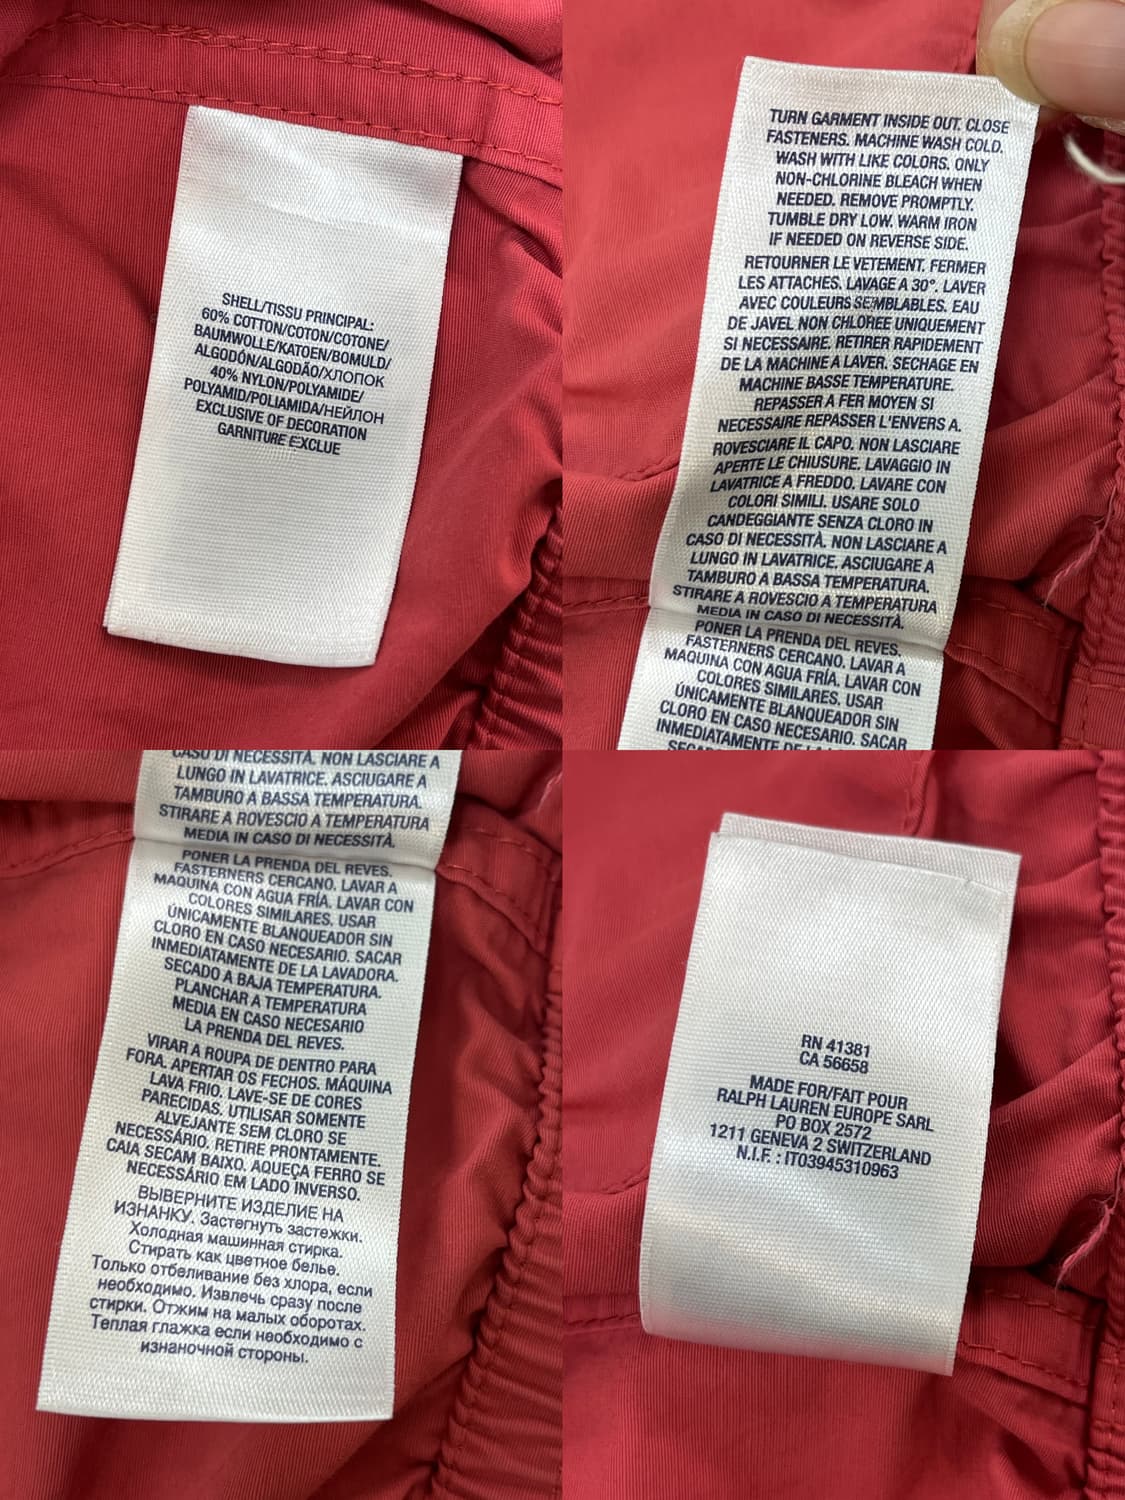 SHELL/TISSU PRINCIPAL:
60% COTTON/COTON/COTONE/
BAUMWOLLE/KATOEN/BOMULD/
ALGODÓN/ALGODÃO/ХЛОПОК
40% NYLON/POLYAMIDE/
POLYAMID/POLIAMIDA/НЕЙЛОН
EXCLUSIVE OF DECORATION
GARNITURE EXCLUE
TURN GARMENT INSIDE OUT. CLOSE
FASTENERS. MACHINE WASH COLD.
WASH WITH LIKE COLORS. ONLY
NON-CHLORINE BLEACH WHEN
NEEDED. REMOVE PROMPTLY.
TUMBLE DRY LOW. WARM IRON
IF NEEDED ON REVERSE SIDE.
RETOURNER LE VETEMENT. FERMER
LES ATTACHES. LAVAGE A 30°. LAVER
AVEC COULEURS SEMBLABLES. EAU
DE JAVEL NON CHLOREE UNIQUEMENT
SI NECESSAIRE. RETIRER RAPIDEMENT
DE LA MACHINE A LAVER. SECHAGE EN
MACHINE BASSE TEMPERATURE.
REPASSER A FER MOYEN SI
NECESSAIRE REPASSER L'ENVERS A.
ROVESCIARE IL CAPO. NON LASCIARE
APERTE LE CHIUSURE. LAVAGGIO IN
LAVATRICE A FREDDO. LAVARE CON
COLORI SIMILI. USARE SOLO
CANDEGGIANTE SENZA CLORO IN
CASO DI NECESSITÀ. NON LASCIARE A
LUNGO IN LAVATRICE. ASCIUGARE A
TAMBURO A BASSA TEMPERATURA.
STIRARE A ROVESCIO A TEMPERATURA
MEDIA IN CASO DI NECESSITÀ.
PONER LA PRENDA DEL REVES.
FASTERNERS CERCANO. LAVAR A
MAQUINA CON AGUA FRÍA. LAVAR CON
COLORES SIMILARES. USAR
ÚNICAMENTE BLANQUEADOR SIN
CLORO EN CASO NECESARIO. SACAR
INMEDIATAMENTE DE LA
CASO DI NECESSITÀ. NON LASCIARE A
LUNGO IN LAVATRICE. ASCIUGARE A
TAMBURO A BASSA TEMPERATURA.
STIRARE A ROVESCIO A TEMPERATURA
MEDIA IN CASO DI NECESSITÀ.
PONER LA PRENDA DEL REVES.
FASTERNERS CERCANO. LAVAR A
MAQUINA CON AGUA FRÍA. LAVAR CON
COLORES SIMILARES. USAR
ÚNICAMENTE BLANQUEADOR SIN
CLORO EN CASO NECESARIO. SACAR
INMEDIATAMENTE DE LA LAVADORA.
SECADO A BAJA TEMPERATURA.
PLANCHAR A TEMPERATURA
MEDIA EN CASO NECESARIO
LA PRENDA DEL REVES.
VIRAR A ROUPA DE DENTRO PARA
FORA. APERTAR OS FECHOS. MÁQUINA
LAVA FRIO. LAVE-SE DE CORES
PARECIDAS. UTILISAR SOMENTE
ALVEJANTE SEM CLORO SE
NECESSÁRIO. RETIRE PRONTAMENTE.
CAIA SECAM BAIXO. AQUEÇA FERRO SE
NECESSÁRIO EM LADO INVERSO.
ВЫВЕРНИТЕ ИЗДЕЛИЕ НА
ИЗНАНКУ. Застегнуть застежки.
Холодная машинная стирка.
Стирать как цветное белье.
Только отбеливание без хлора, если
необходимо. Извлечь сразу после
стирки. Отжим на малых оборотах.
Теплая глажка если необходимо с
изнаночной стороны.
RN 41381
CA 56658
MADE FOR/FAIT POUR
RALPH LAUREN EUROPE SARL
PO BOX 2572
1211 GENEVA 2 SWITZERLAND
N.I.F. : IT03945310963